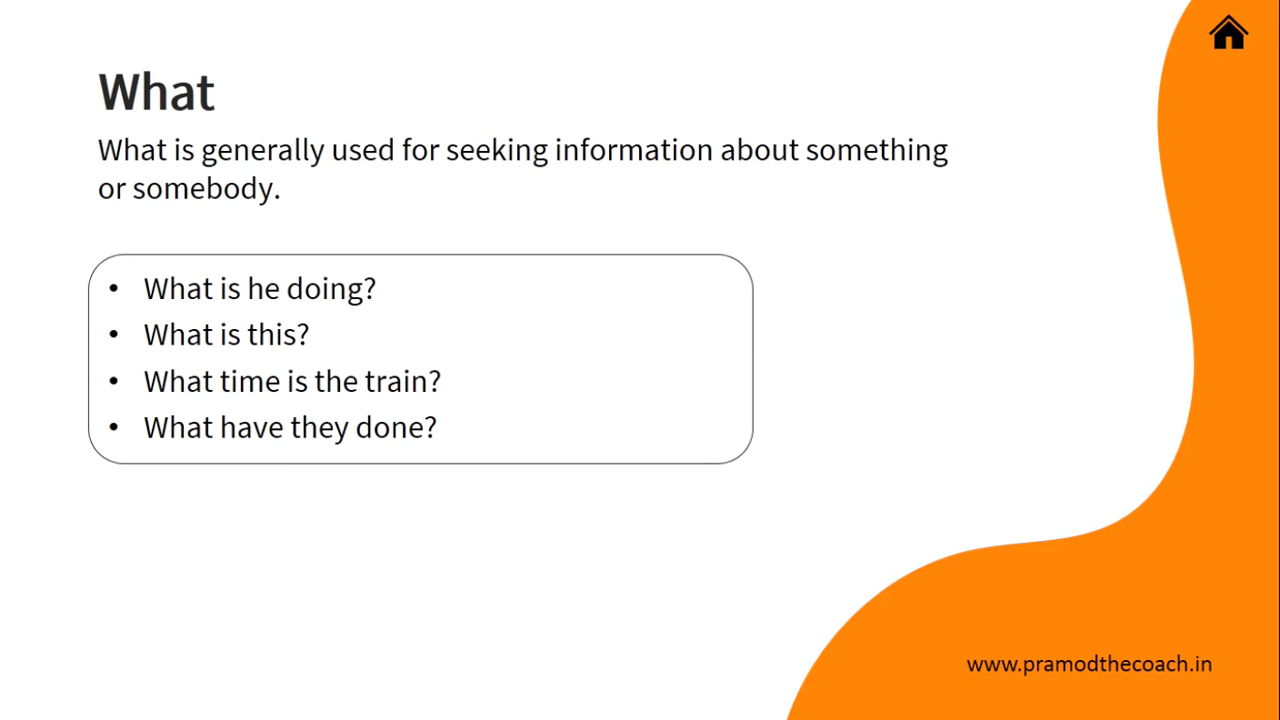 What
What is generally used for seeking information about something
or somebody.
• What is he doing?
• What is this?
• What time is the train?
• What have they done?
www.pramodthecoach.in